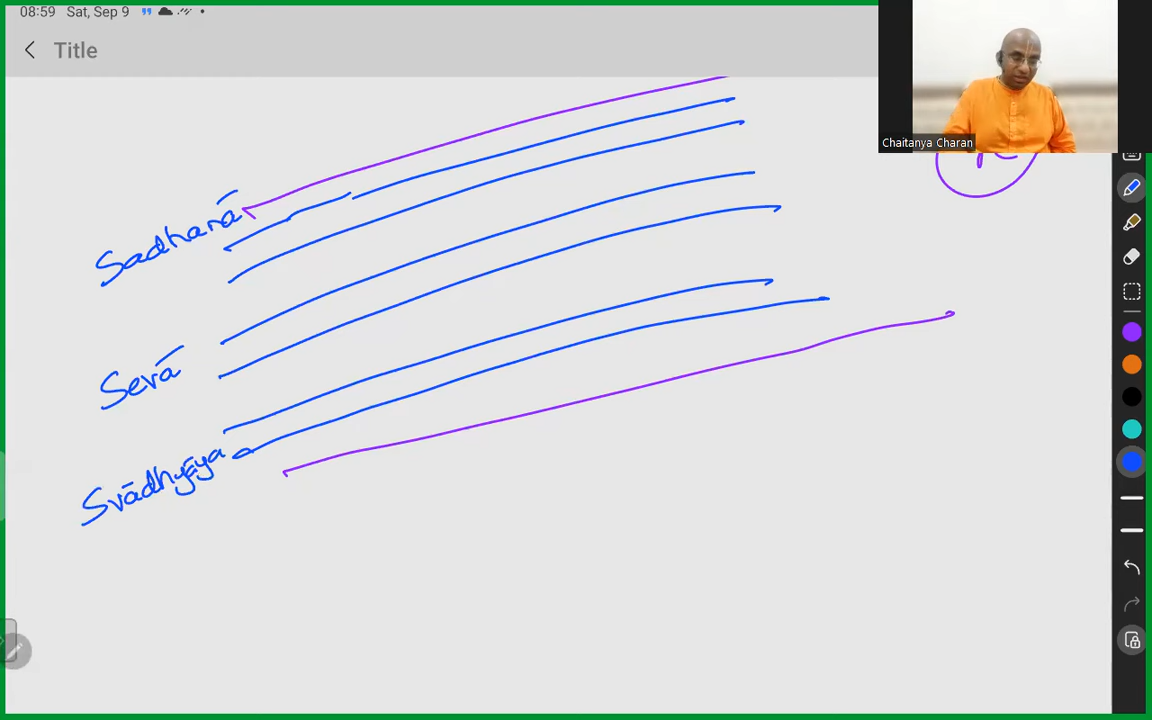 08:59 Sat, Sep 9
Title
Chaitanya Charan
Sadhanā
Sevā
Svādhyāya